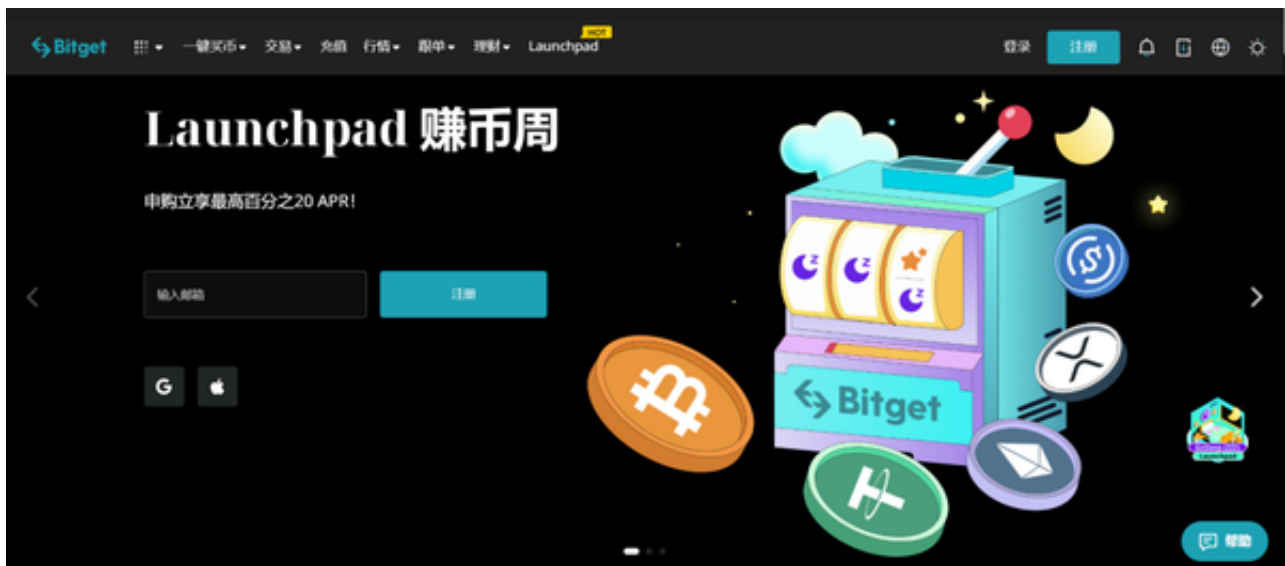 Bitget
一键买币
交易
充值
行情
跟单
理财
Launchpad
HOT
登录
注册
Launchpad 赚币周
申购立享最高百分之20 APR!
输入邮箱
注册
G
Bitget
Launchpad
帮助